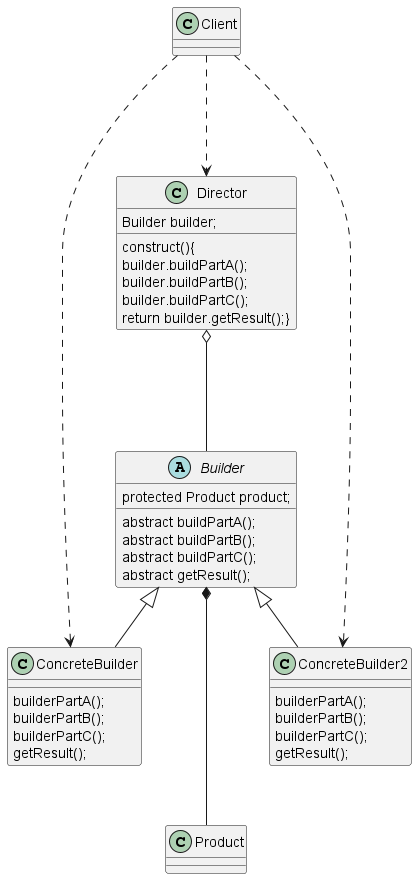 C Client
C Director
Builder builder;
construct(){
builder.buildPartA();
builder.buildPartB();
builder.buildPartC();
return builder.getResult();}
A Builder
protected Product product;
abstract buildPartA();
abstract buildPartB();
abstract buildPartC();
abstract getResult();
C ConcreteBuilder
builderPartA();
builderPartB();
builderPartC();
getResult();
C ConcreteBuilder2
builderPartA();
builderPartB();
builderPartC();
getResult();
C Product